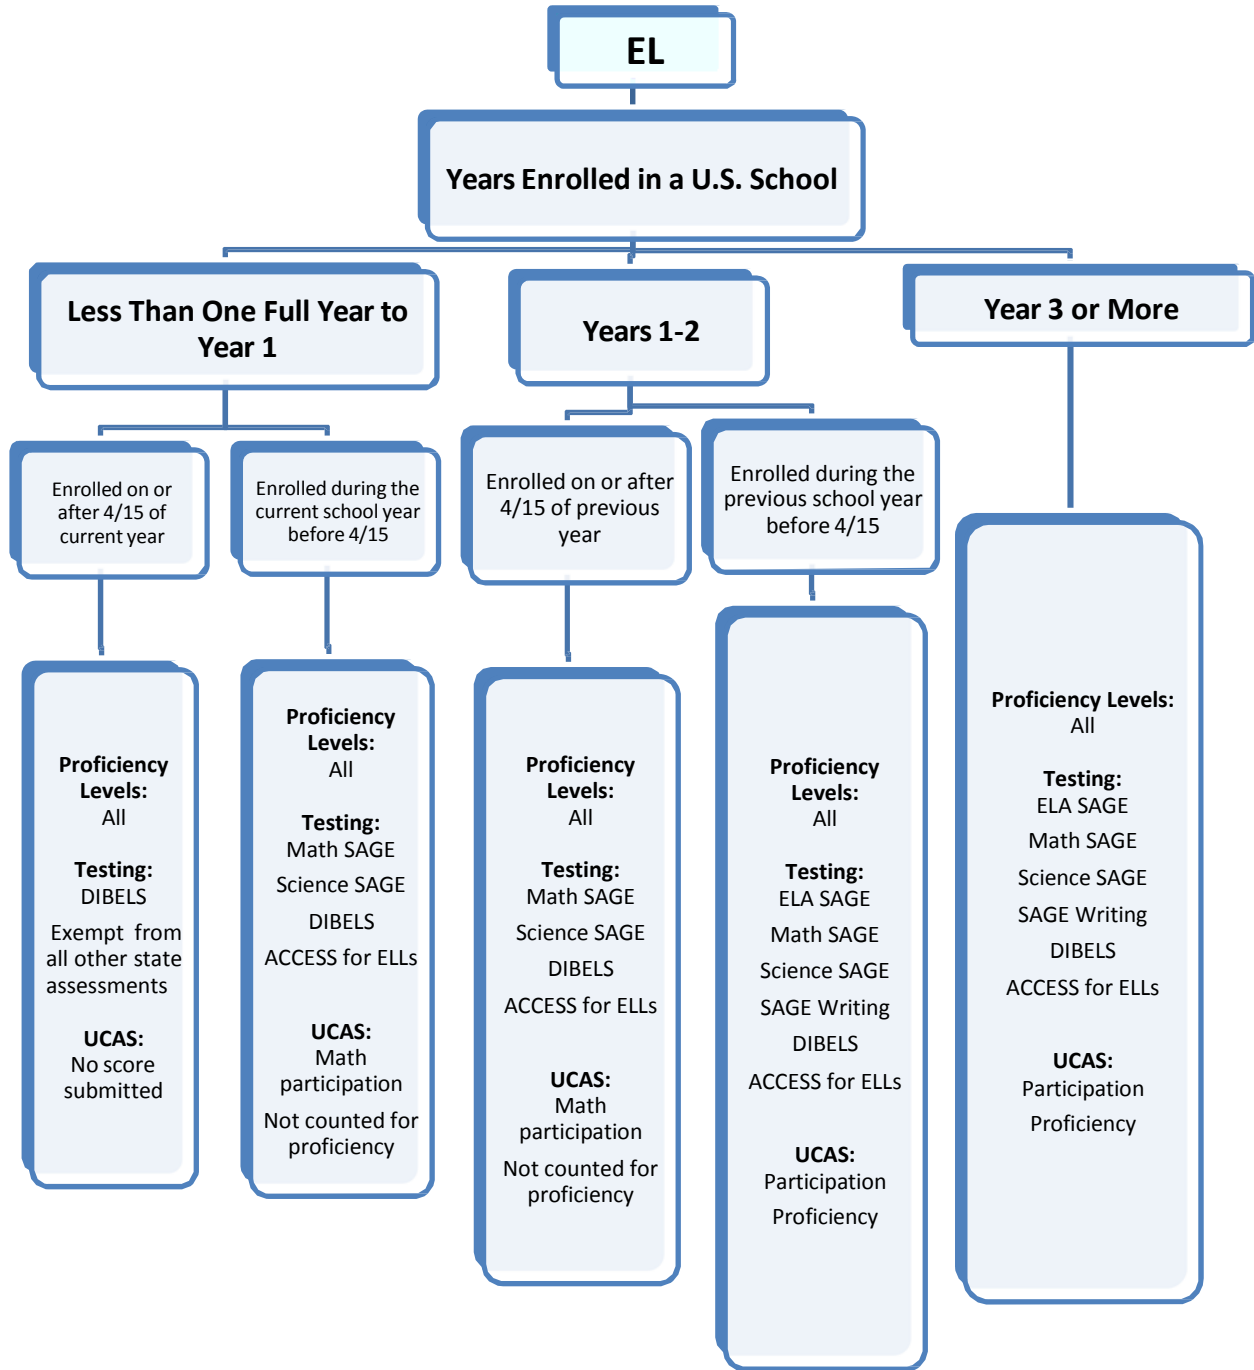 EL
Years Enrolled in a U.S. School
Less Than One Full Year to
Year 1
Years 1-2
Year 3 or More
Enrolled on or
after 4/15 of
current year
Enrolled during the
current school year
before 4/15
Enrolled on or after
4/15 of previous
year
Enrolled during the
previous school year
before 4/15
Proficiency
Levels:
All
Testing:
DIBELS
Exempt from
all other state
assessments
UCAS:
No score
submitted
Proficiency
Levels:
All
Testing:
Math SAGE
Science SAGE
DIBELS
ACCESS for ELLs
UCAS:
Math
participation
Not counted for
proficiency
Proficiency
Levels:
All
Testing:
Math SAGE
Science SAGE
DIBELS
ACCESS for ELLs
UCAS:
Math
participation
Not counted for
proficiency
Proficiency
Levels:
All
Testing:
ELA SAGE
Math SAGE
Science SAGE
SAGE Writing
DIBELS
ACCESS for ELLs
UCAS:
Participation
Proficiency
Proficiency Levels:
All
Testing:
ELA SAGE
Math SAGE
Science SAGE
SAGE Writing
DIBELS
ACCESS for ELLs
UCAS:
Participation
Proficiency